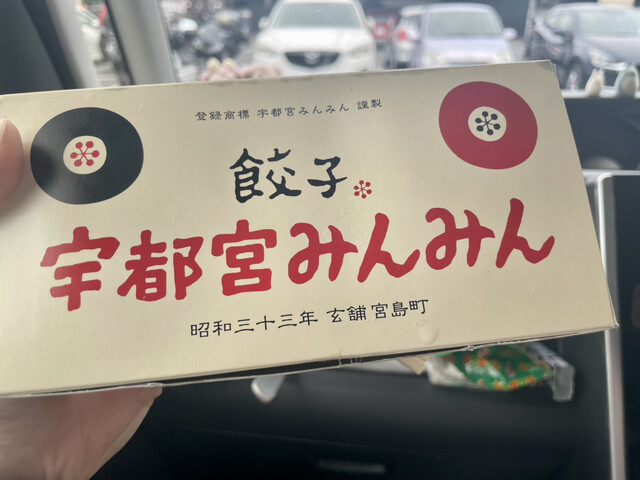 登録商標 宇都宮みんみん 謹製
餃子
宇都宮みんみん
昭和三十三年 玄舗 宮島町